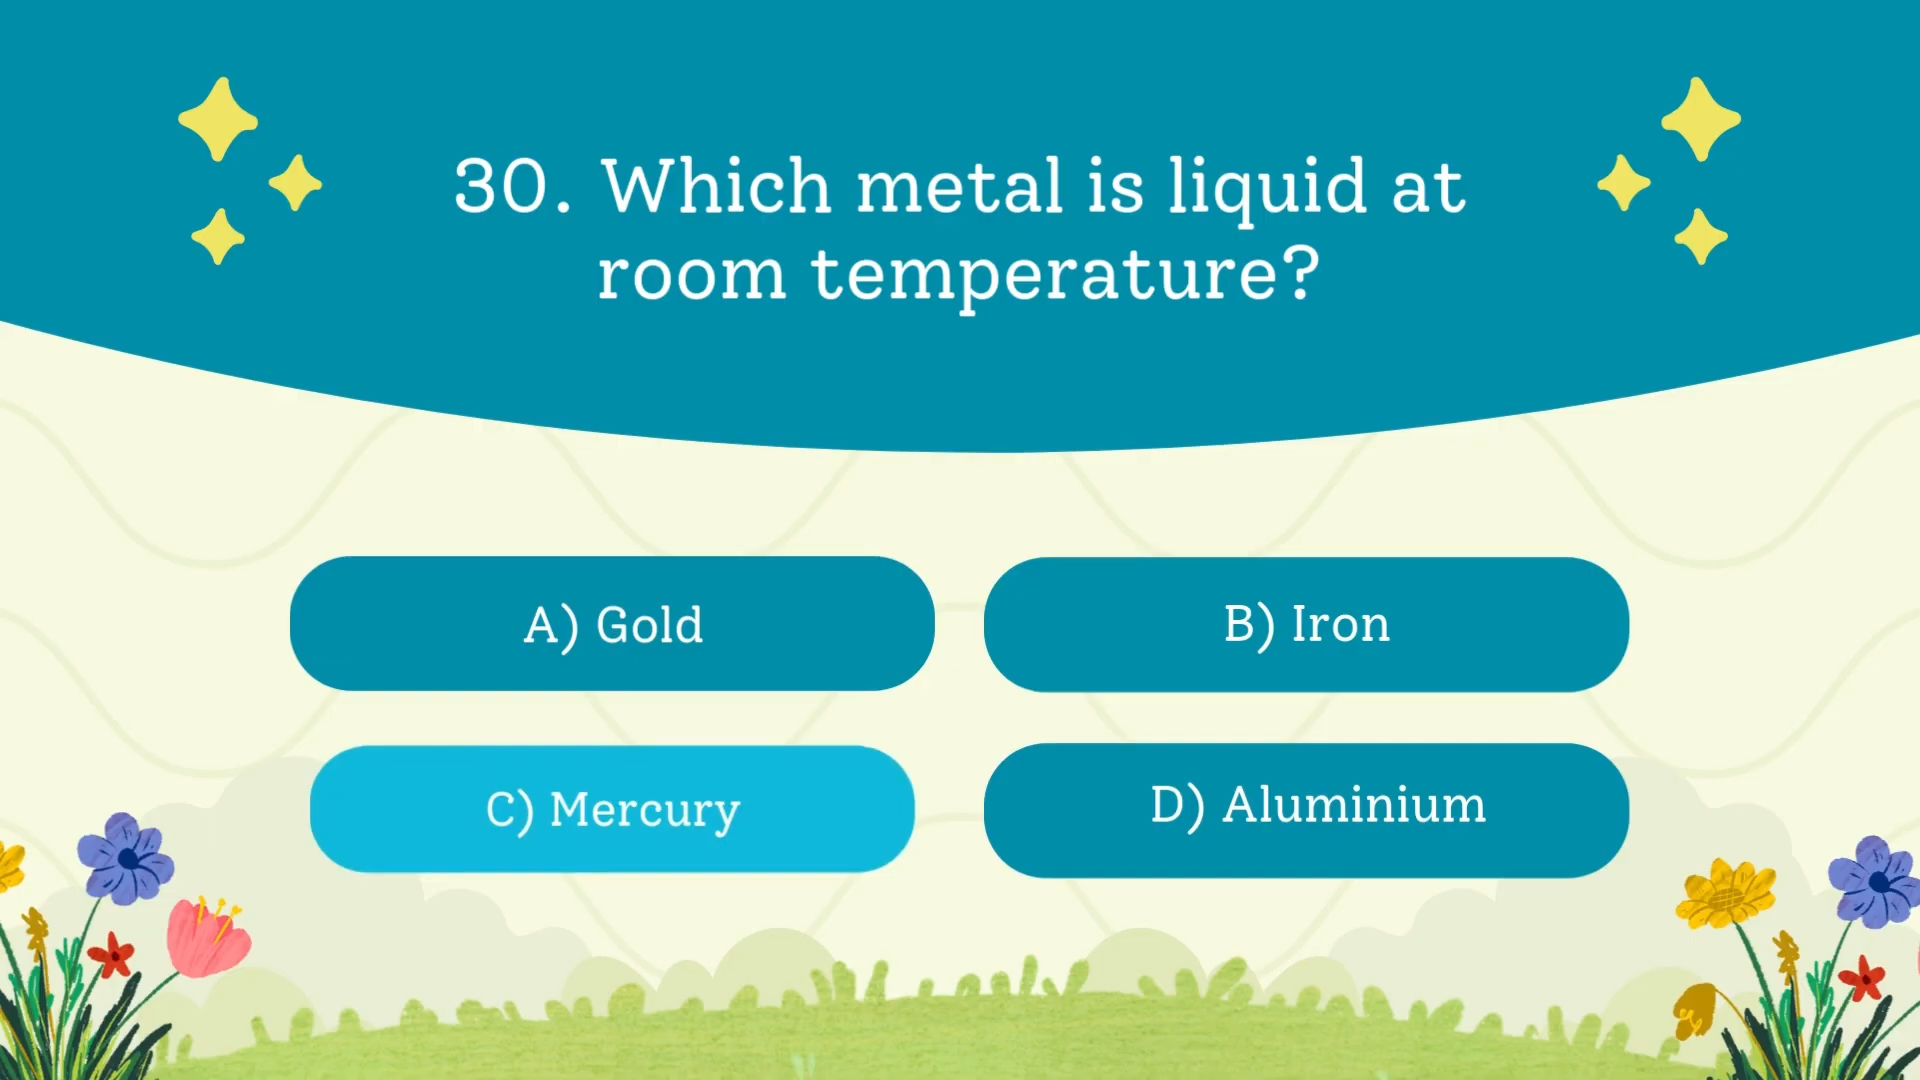 30. Which metal is liquid at
room temperature?
A) Gold
B) Iron
C) Mercury
D) Aluminium